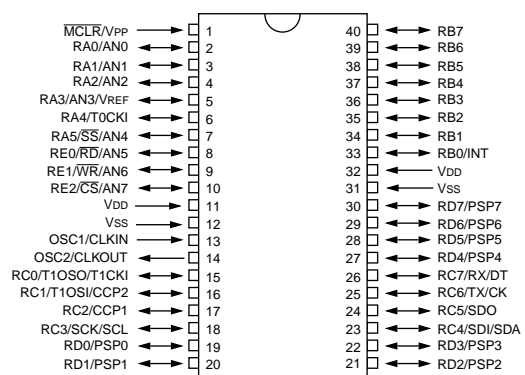 MCLR/VPP 1 40 RB7
RA0/AN0 2 39 RB6
RA1/AN1 3 38 RB5
RA2/AN2 4 37 RB4
RA3/AN3/VREF 5 36 RB3
RA4/T0CKI 6 35 RB2
RA5/SS/AN4 7 34 RB1
RE0/RD/AN5 8 33 RB0/INT
RE1/WR/AN6 9 32 VDD
RE2/CS/AN7 10 31 VSS
VDD 11 30 RD7/PSP7
VSS 12 29 RD6/PSP6
OSC1/CLKIN 13 28 RD5/PSP5
OSC2/CLKOUT 14 27 RD4/PSP4
RC0/T1OSO/T1CKI 15 26 RC7/RX/DT
RC1/T1OSI/CCP2 16 25 RC6/TX/CK
RC2/CCP1 17 24 RC5/SDO
RC3/SCK/SCL 18 23 RC4/SDI/SDA
RD0/PSP0 19 22 RD3/PSP3
RD1/PSP1 20 21 RD2/PSP2